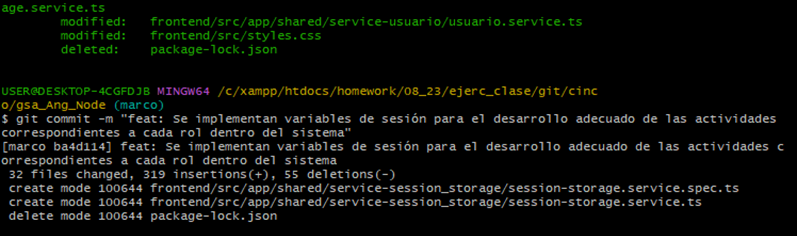 age.service.ts
modified:   frontend/src/app/shared/service-usuario/usuario.service.ts
modified:   frontend/src/styles.css
deleted:    package-lock.json
USER@DESKTOP-4CGFDJB MINGW64 /c/xampp/htdocs/homework/08_23/ejerc_clase/git/cinc
o/gsa_Ang_Node (marco)
$ git commit -m "feat: Se implementan variables de sesión para el desarrollo adecuado de las actividades
correspondientes a cada rol dentro del sistema"
[marco ba4d114] feat: Se implementan variables de sesión para el desarrollo adecuado de las actividades c
orrespondientes a cada rol dentro del sistema
32 files changed, 319 insertions(+), 55 deletions(-)
create mode 100644 frontend/src/app/shared/service-session_storage/session-storage.service.spec.ts
create mode 100644 frontend/src/app/shared/service-session_storage/session-storage.service.ts
delete mode 100644 package-lock.json